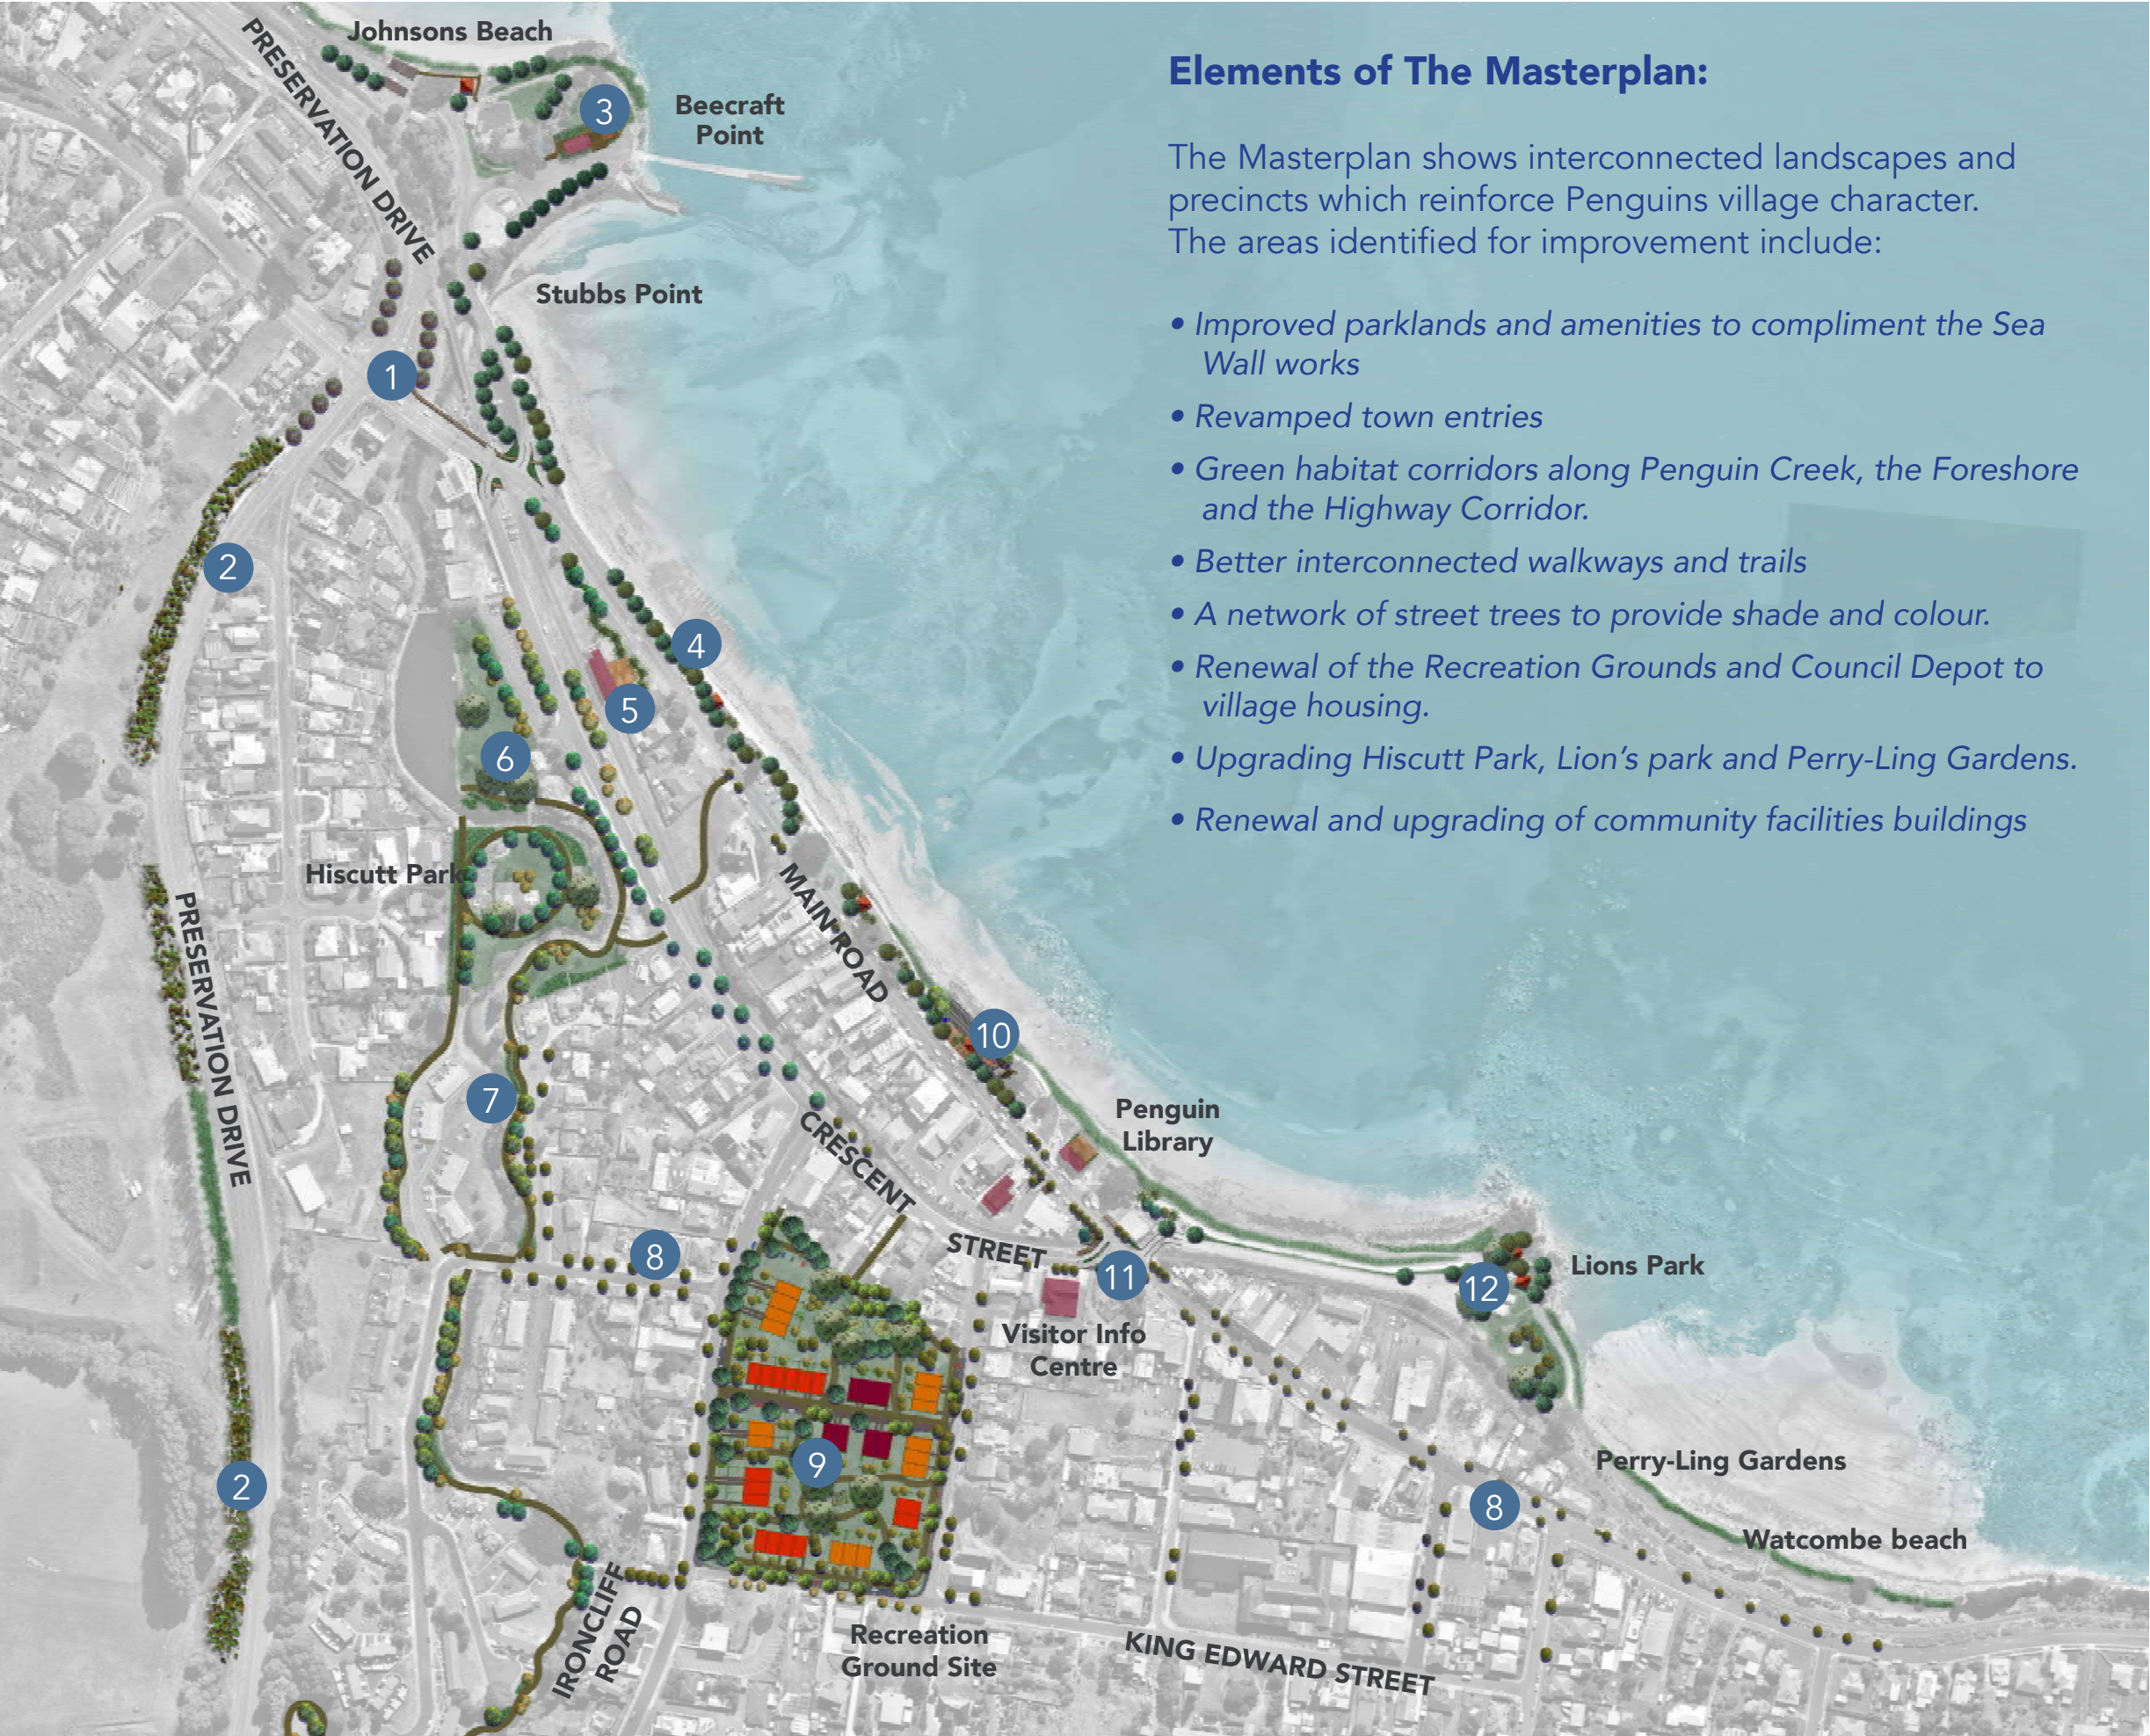 Elements of The Masterplan:
The Masterplan shows interconnected landscapes and
precincts which reinforce Penguins village character.
The areas identified for improvement include:
• Improved parklands and amenities to compliment the Sea
Wall works
• Revamped town entries
• Green habitat corridors along Penguin Creek, the Foreshore
and the Highway Corridor.
• Better interconnected walkways and trails
• A network of street trees to provide shade and colour.
• Renewal of the Recreation Grounds and Council Depot to
village housing.
• Upgrading Hiscutt Park, Lion's park and Perry-Ling Gardens.
• Renewal and upgrading of community facilities buildings
Johnsons Beach
PRESERVATION DRIVE
3
Beecraft
Point
Stubbs Point
1
2
4
5
6
Hiscutt Park
MAIN ROAD
PRESERVATION DRIVE
10
7
Penguin
Library
CRESCENT
STREET
8
11
Lions Park
12
Visitor Info
Centre
9
2
Perry-Ling Gardens
8
Watcombe beach
IRONCLIFF
ROAD
Recreation
Ground Site
KING EDWARD STREET